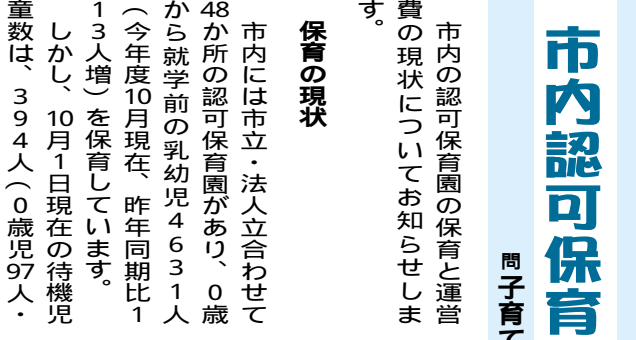 市内認可保育
問子育て
市内の認可保育園の保育と運営
費の現状についてお知らせしま
す。
保育の現状
市内には市立・法人立合わせて
48か所の認可保育園があり、0歳
から就学前の乳幼児4631人
(今年度10月現在、昨年同期比1
13人増)を保育しています。
しかし、10月1日現在の待機児
童数は、394人(0歳児97人・